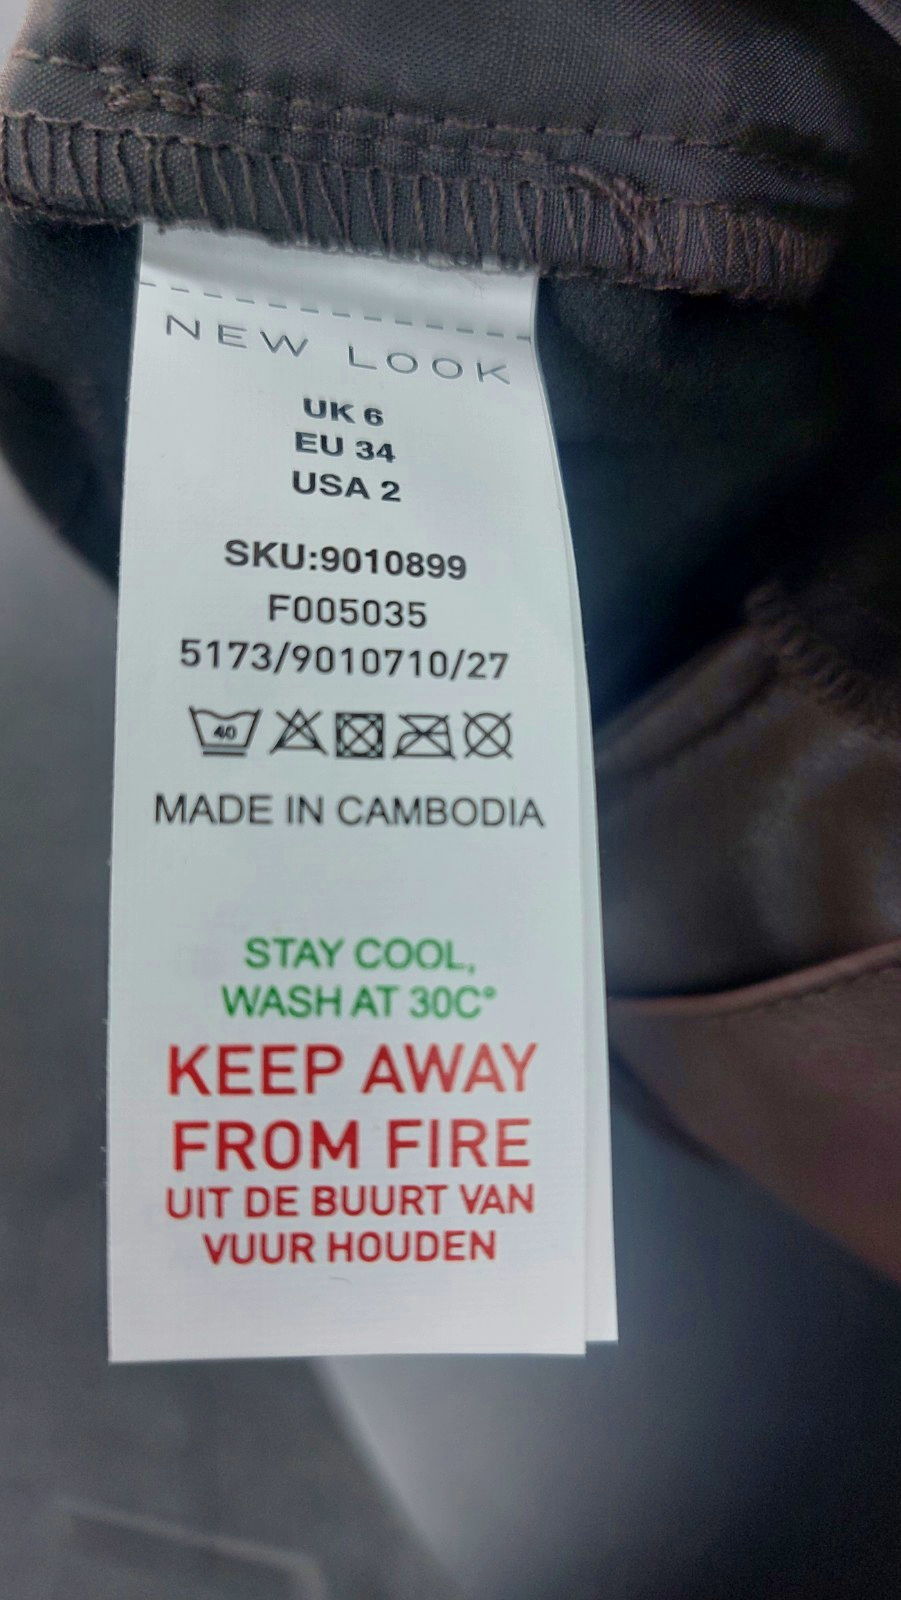 NEW LOOK
UK 6
EU 34
USA 2
SKU:9010899
F005035
5173/9010710/27
40
MADE IN CAMBODIA
STAY COOL,
WASH AT 30C°
KEEP AWAY
FROM FIRE
UIT DE BUURT VAN
VUUR HOUDEN